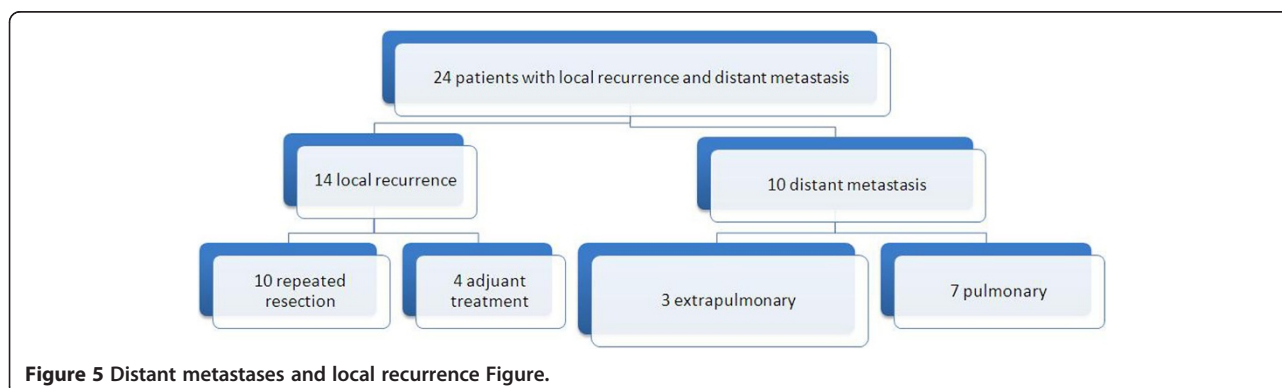 24 patients with local recurrence and distant metastasis
14 local recurrence
10 distant metastasis
10 repeated
resection
4 adjuant
treatment
3 extrapulmonary
7 pulmonary
Figure 5 Distant metastases and local recurrence Figure.